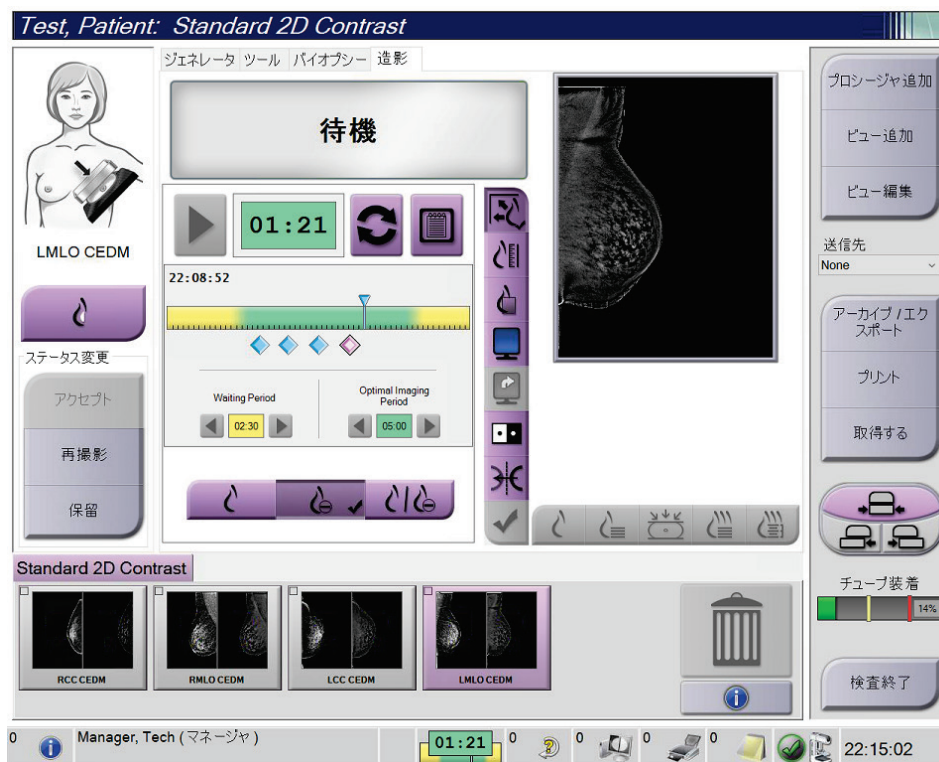 Test, Patient:  Standard 2D Contrast
LMLO CEDM
ステータス変更
アクセプト
再撮影
保留
ジェネレータ
ツール
バイオプシー
造影
待機
01:21
22:08:52
Waiting Period
02:30
Optimal Imaging
Period
05:00
プロシージャ追加
ビュー追加
ビュー編集
送信先
None
アーカイブ / エク
スポート
プリント
取得する
チューブ装着
14%
検査終了
Standard 2D Contrast
RCC CEDM
RMLO CEDM
LCC CEDM
LMLO CEDM
0
Manager, Tech (マネージャ)
01:21
0
0
0
0
22:15:02